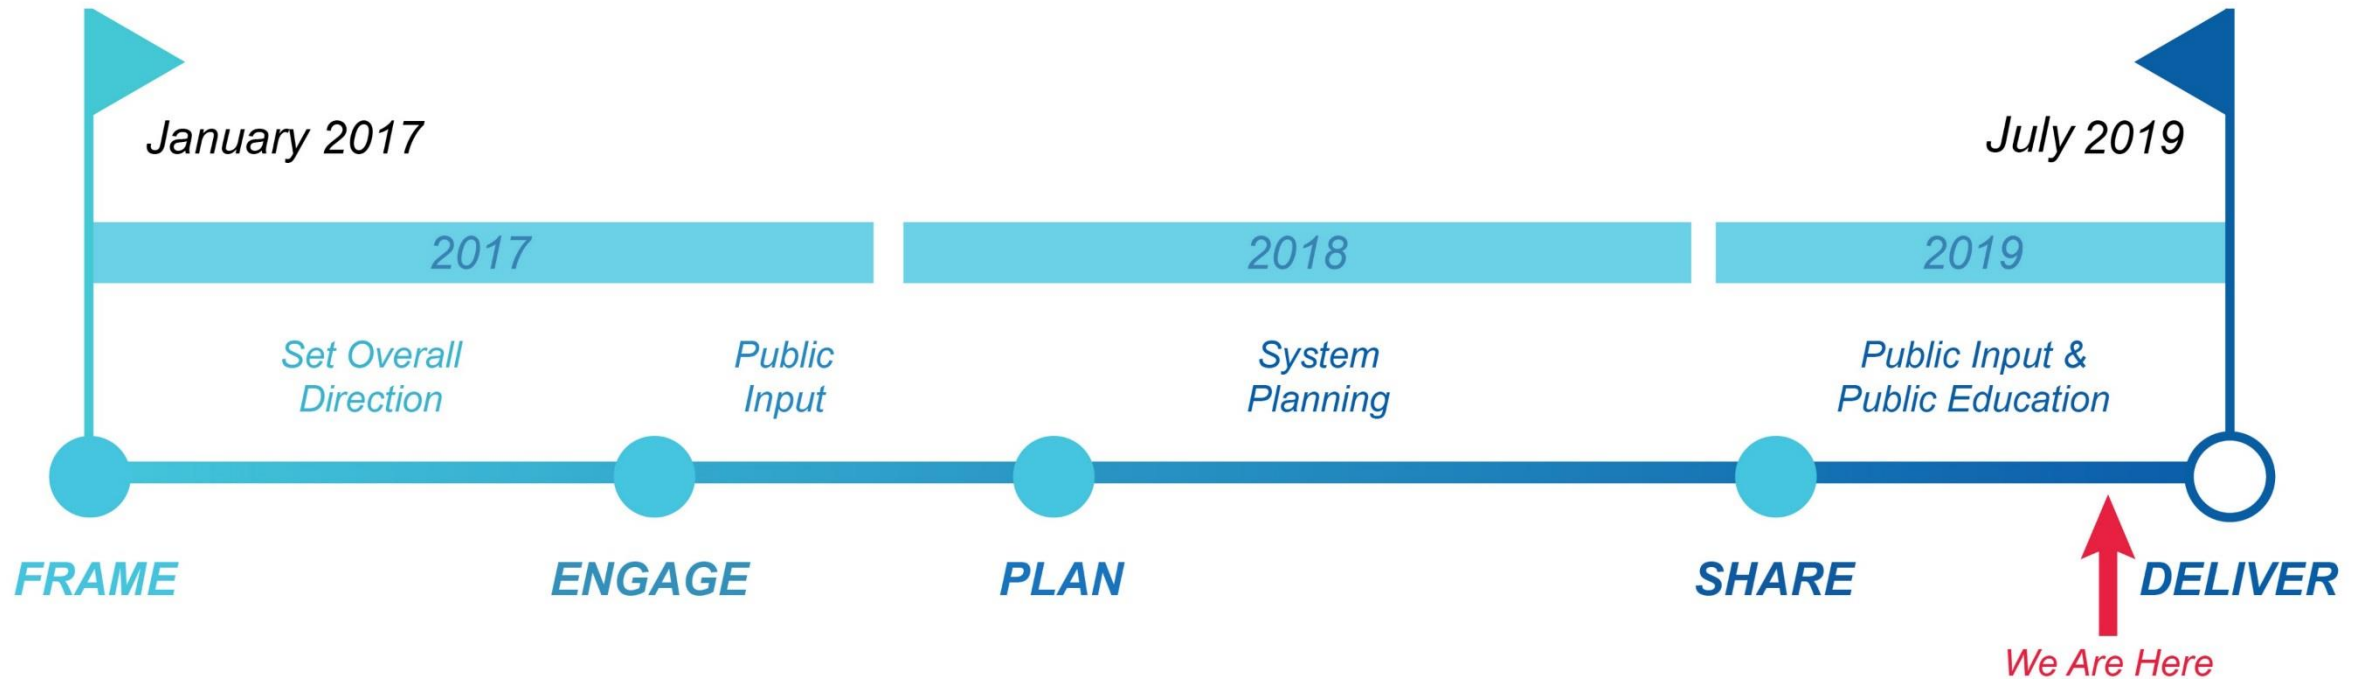 January 2017
July 2019
2017
2018
2019
Set Overall
Direction
Public
Input
System
Planning
Public Input &
Public Education
FRAME
ENGAGE
PLAN
SHARE
DELIVER
We Are Here